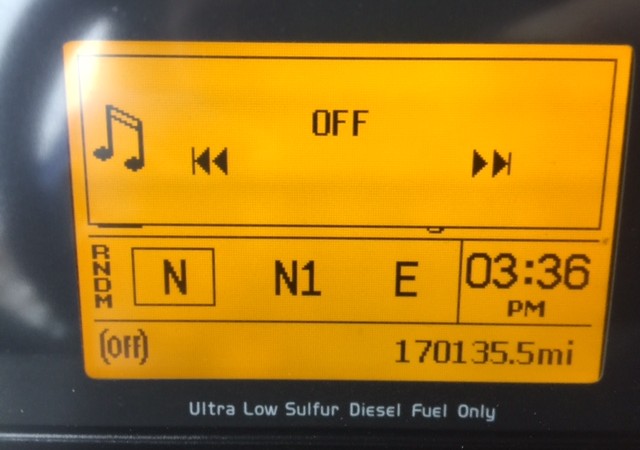 OFF
RNDM N N1 E 03:36 PM
(Off) 170135.5mi
Ultra Low Sulfur Diesel Fuel Only